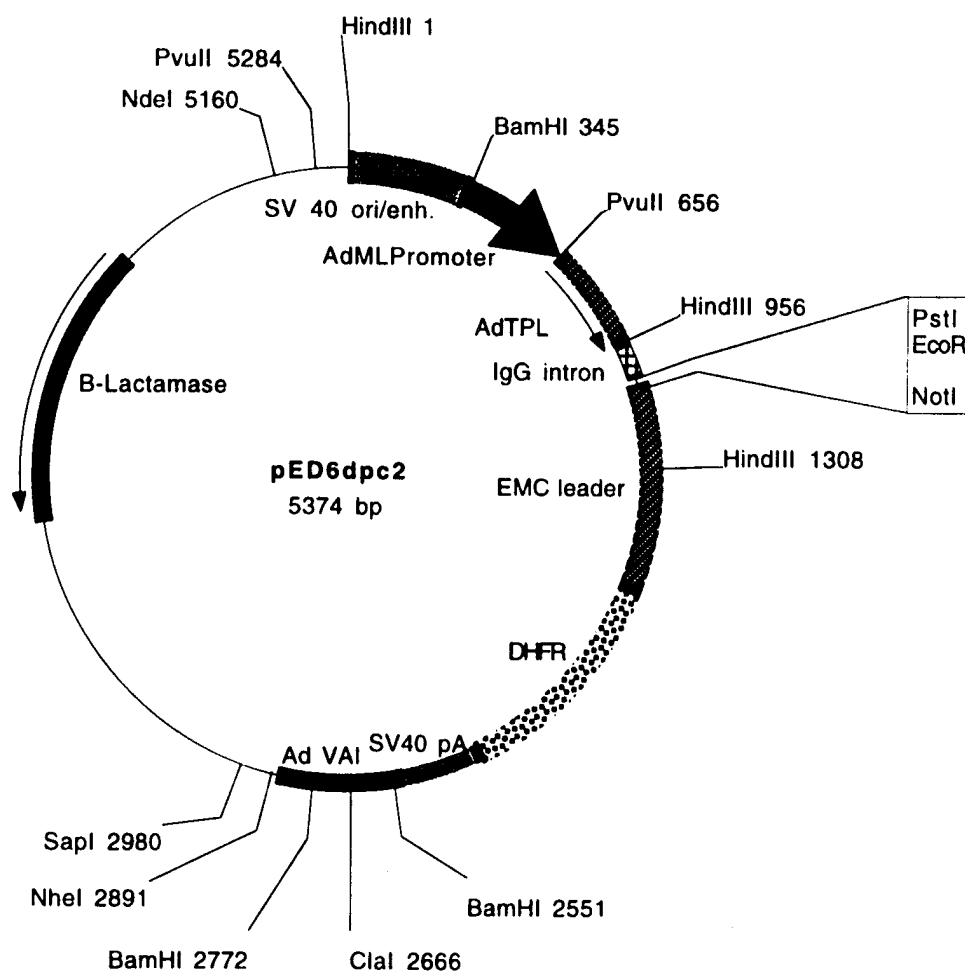 HindIII 1
PvuII 5284
NdeI 5160
BamHI 345
SV 40 ori/enh.
PvuII 656
AdMLPromoter
HindIII 956
AdTPL
PstI
EcoR
IgG intron
B-Lactamase
NotI
HindIII 1308
pED6dpc2
EMC leader
5374 bp
DHFR
SV40 pA
Ad VAI
SapI 2980
NheI 2891
BamHI 2551
BamHI 2772
ClaI 2666